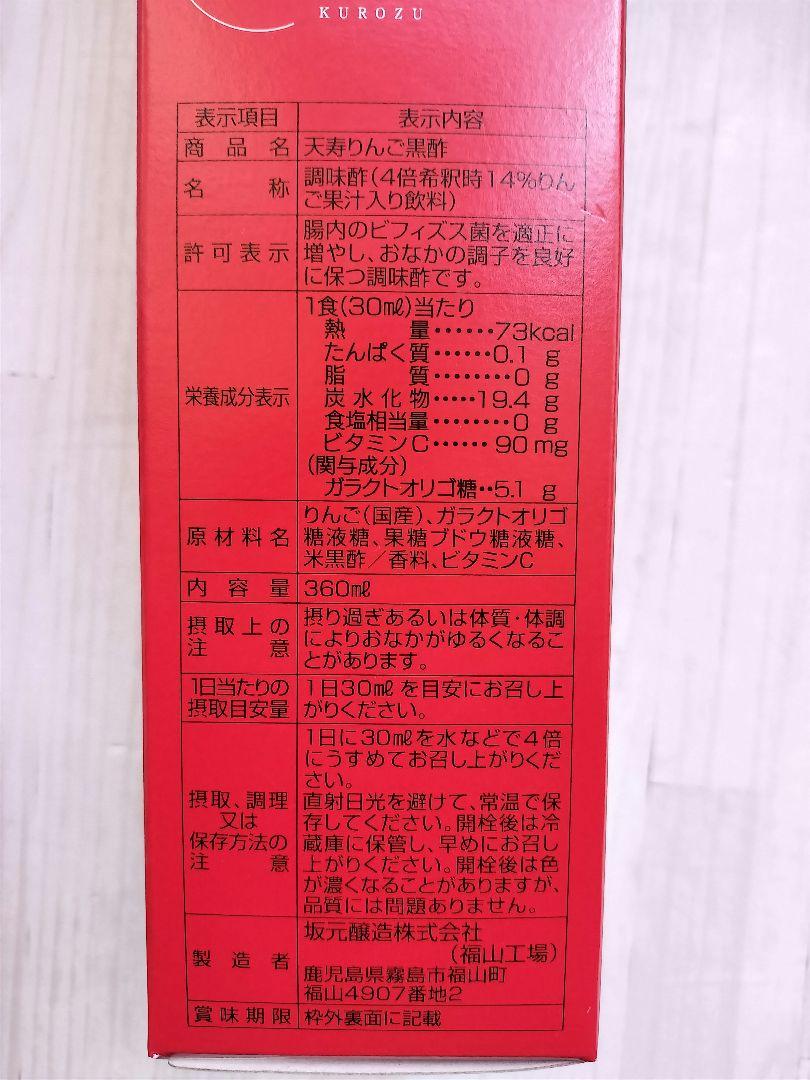 KUROZU
表示項目 表示内容
商品名 天寿りんご黒酢
名称 調味酢(4倍希釈時14%りん
ご果汁入り飲料)
許可表示 腸内のビフィズス菌を適正に
増やし、おなかの調子を良好
に保つ調味酢です。
栄養成分表示 1食(30㎖)当たり
熱量······73kcal
たんぱく質······0.1 g
脂質········0 g
炭水化物·····19.4 g
食塩相当量········0 g
ビタミンC······ 90mg
(関与成分)
ガラクトオリゴ糖··5.1 g
原材料名 りんご(国産)、ガラクトオリゴ
糖液糖、果糖ブドウ糖液糖、
米黒酢/香料、ビタミンC
内容量 360㎖
摂取上の
注意
摂り過ぎあるいは体質・体調
によりおなかがゆるくなるこ
とがあります。
1日当たりの
摂取目安量
1日30㎖を目安にお召し上
がりください。
摂取、調理
又は
保存方法の
注意
1日に30㎖を水などで4倍
にうすめてお召し上がりくだ
さい。
直射日光を避けて、常温で保
存してください。開栓後は冷
蔵庫に保管し、早めにお召し
上がりください。開栓後は色
が濃くなることがありますが、
品質には問題ありません。
製造者 坂元醸造株式会社
(福山工場)
鹿児島県霧島市福山町
福山4907番地2
賞味期限 枠外裏面に記載